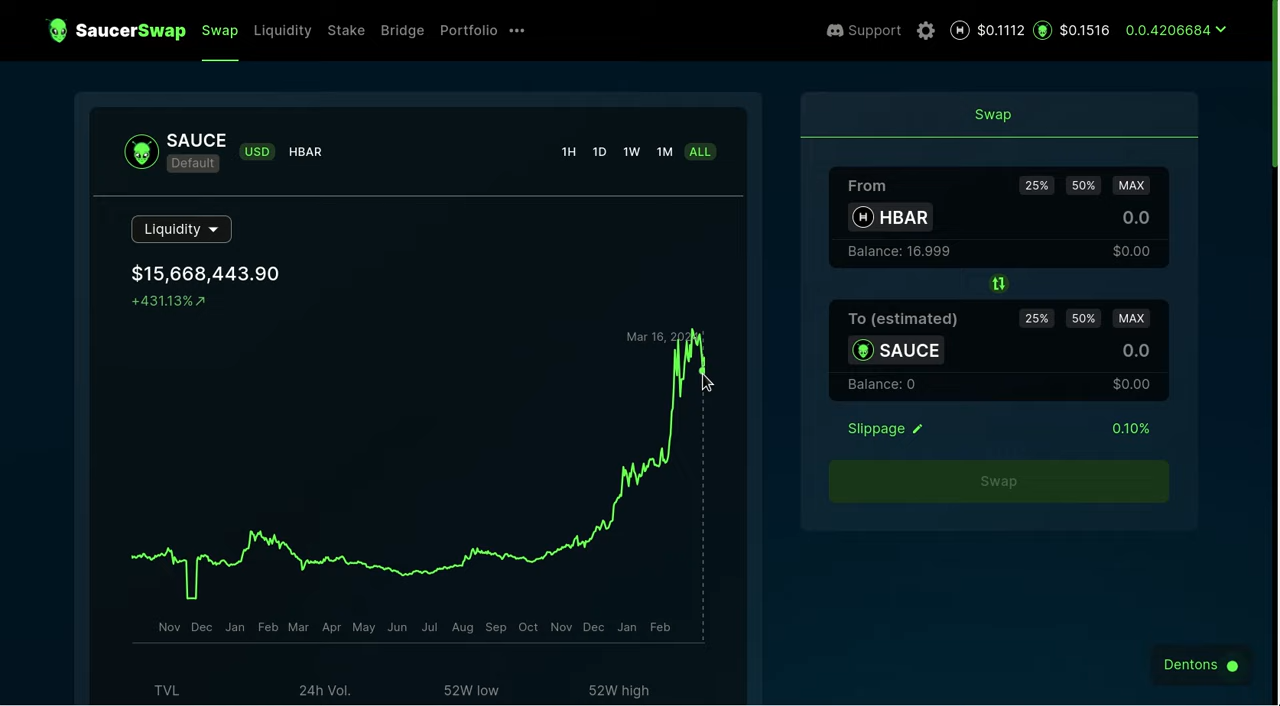 SaucerSwap Swap Liquidity Stake Bridge Portfolio ••• Support $0.1112 $0.1516 0.0.4206684
SAUCE USD HBAR 1H 1D 1W 1M ALL
Default
Liquidity
$15,668,443.90
+431.13%
Mar 16, 2024
Nov Dec Jan Feb Mar Apr May Jun Jul Aug Sep Oct Nov Dec Jan Feb
TVL 24h Vol. 52W low 52W high
Swap
From 25% 50% MAX
HBAR 0.0
Balance: 16.999 $0.00
To (estimated) 25% 50% MAX
SAUCE 0.0
Balance: 0 $0.00
Slippage 0.10%
Swap
Dentons